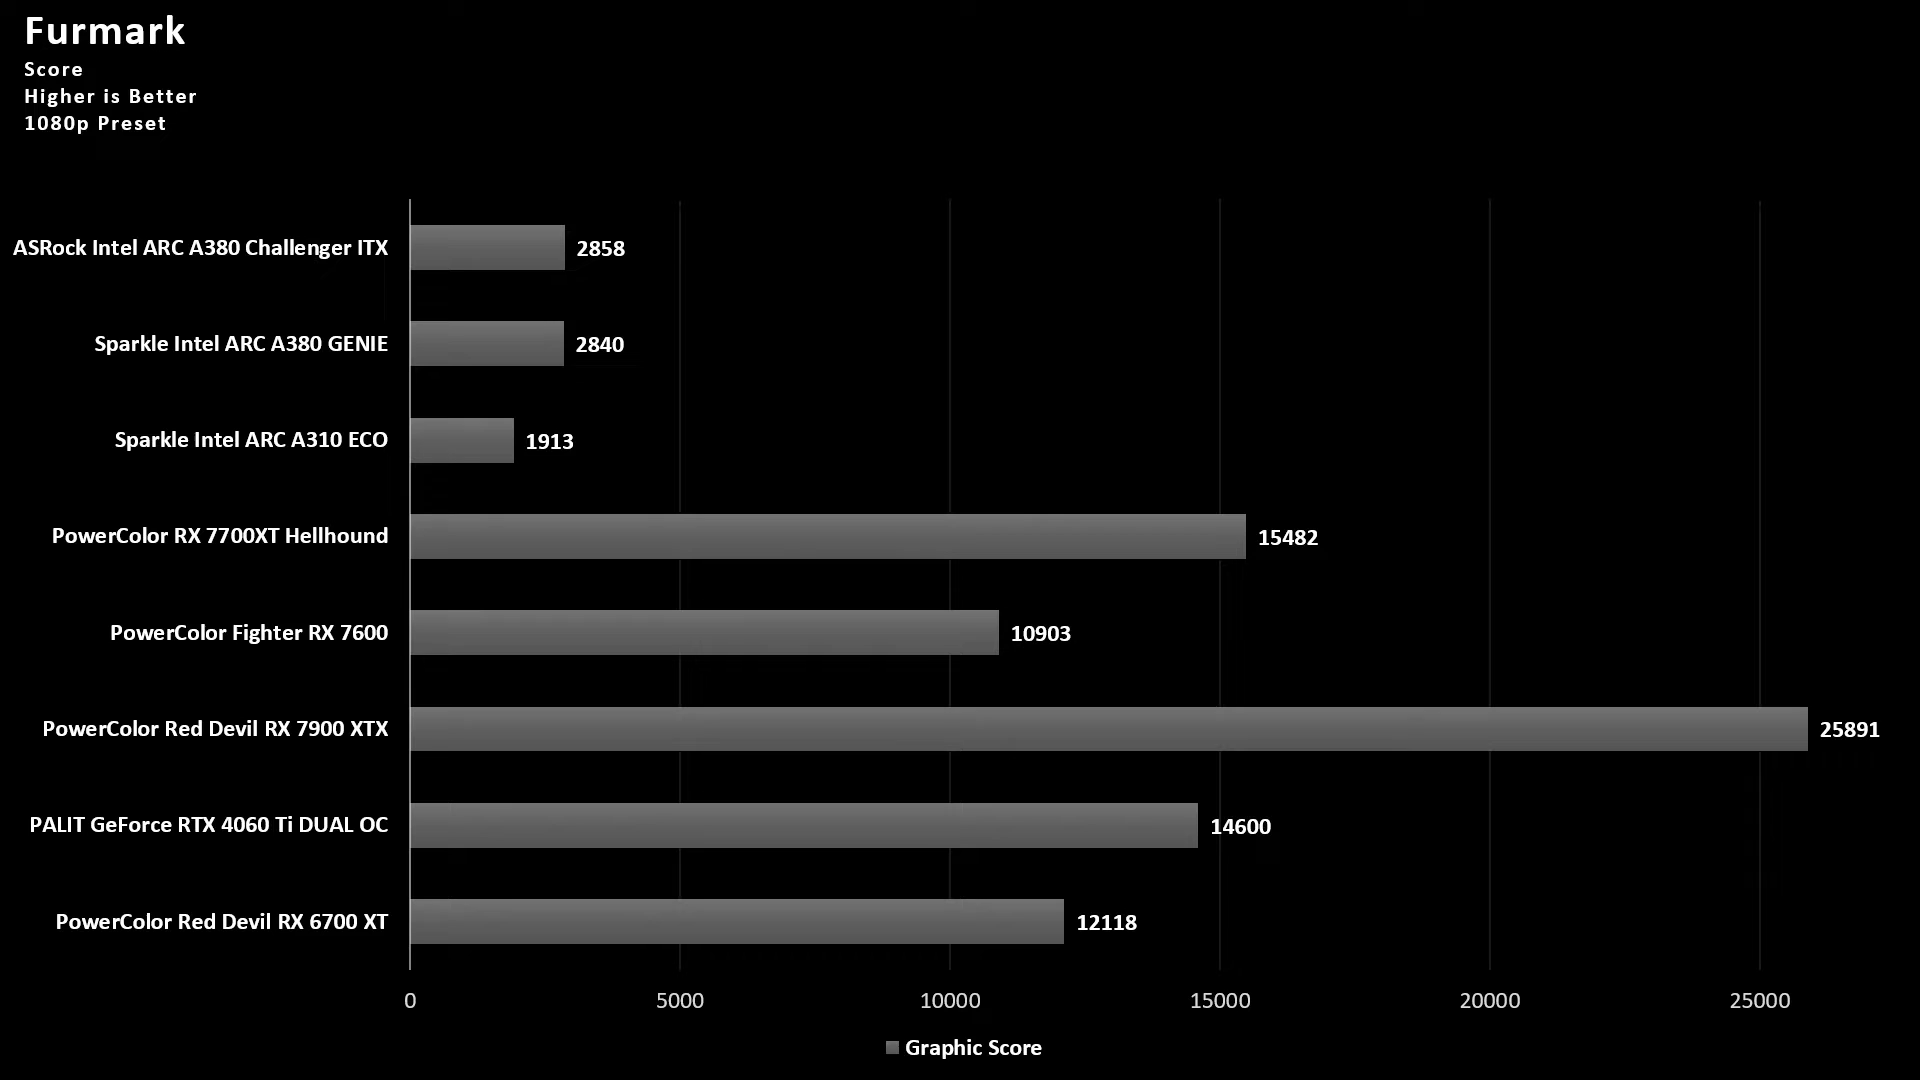 Furmark
Score
Higher is Better
1080p Preset
ASRock Intel ARC A380 Challenger ITX 2858
Sparkle Intel ARC A380 GENIE 2840
Sparkle Intel ARC A310 ECO 1913
PowerColor RX 7700XT Hellhound 15482
PowerColor Fighter RX 7600 10903
PowerColor Red Devil RX 7900 XTX 25891
PALIT GeForce RTX 4060 Ti DUAL OC 14600
PowerColor Red Devil RX 6700 XT 12118
0 5000 10000 15000 20000 25000
Graphic Score